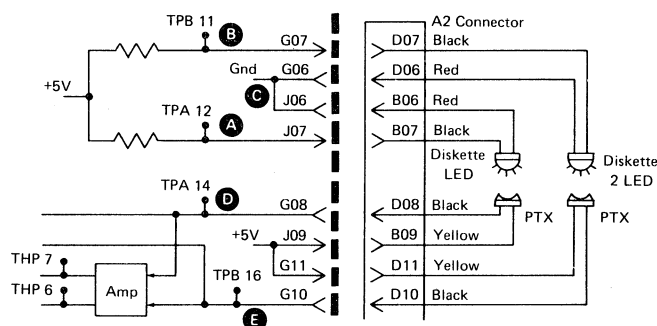 A2 Connector
TPB 11
B
G07
D07 Black
Gnd
G06
D06 Red
+5V
C
TPA 12
J06
B06 Red
A
J07
B07 Black
Diskette
LED
Diskette
2 LED
TPA 14
D
G08
D08 Black
PTX
PTX
+5V
J09
B09 Yellow
THP 7
G11
D11 Yellow
THP 6
Amp
TPB 16
G10
D10 Black
E